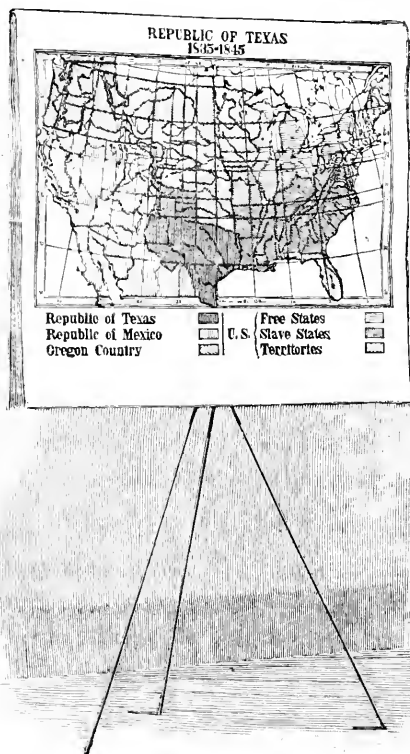 REPUBLIC OF TEXAS
1835-1845
Republic of Texas
Republic of Mexico
Oregon Country
U.S.
Free States
Slave States
Territories